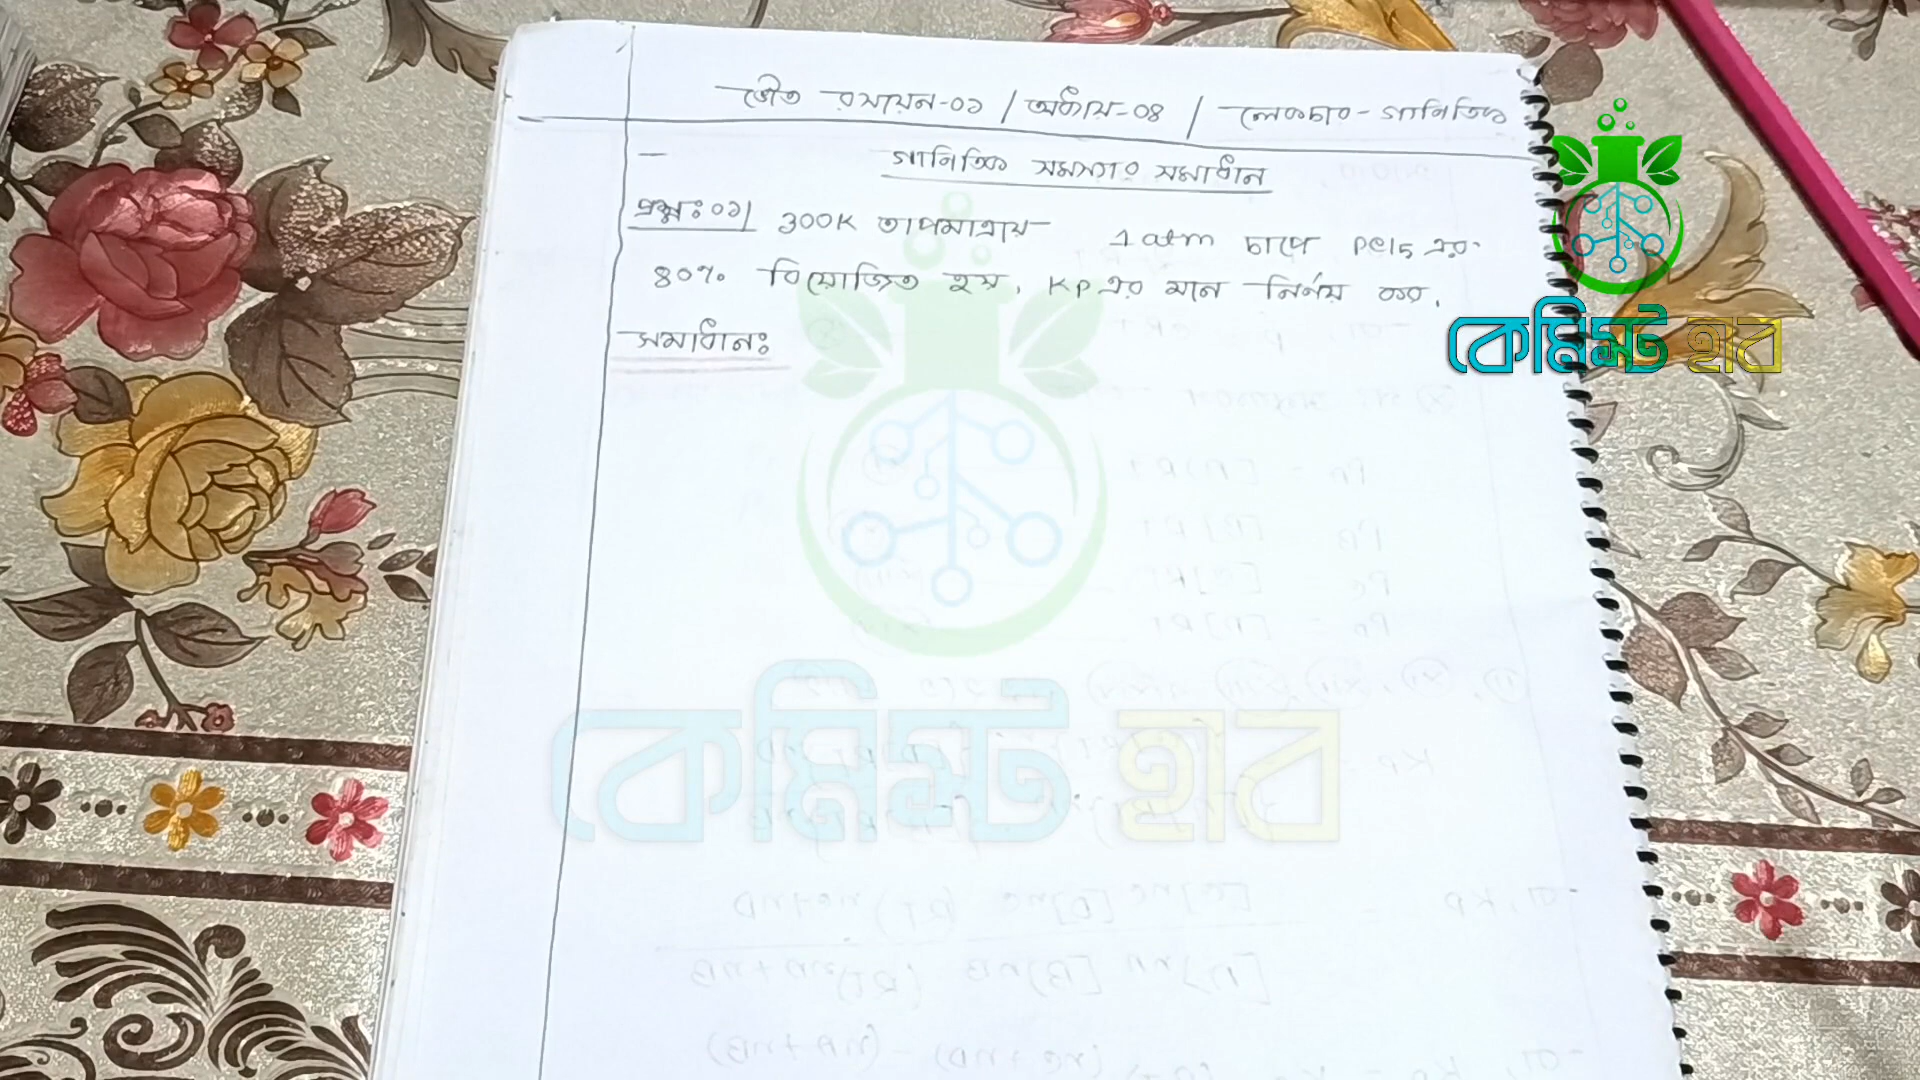 ভৌত রসায়ন-০১ / অধ্যায়-০৪ / লেকচার-গাণিতিক
গাণিতিক সমস্যার সমাধান
প্রশ্নঃ০১| 300K তাপমাত্রায় 1 atm চাপে PCl5 এর
৪০% বিয়োজিত হয়, KP এর মান নির্ণয় কর,
সমাধানঃ
কেমিস্ট হাব
কেমিস্ট হাব